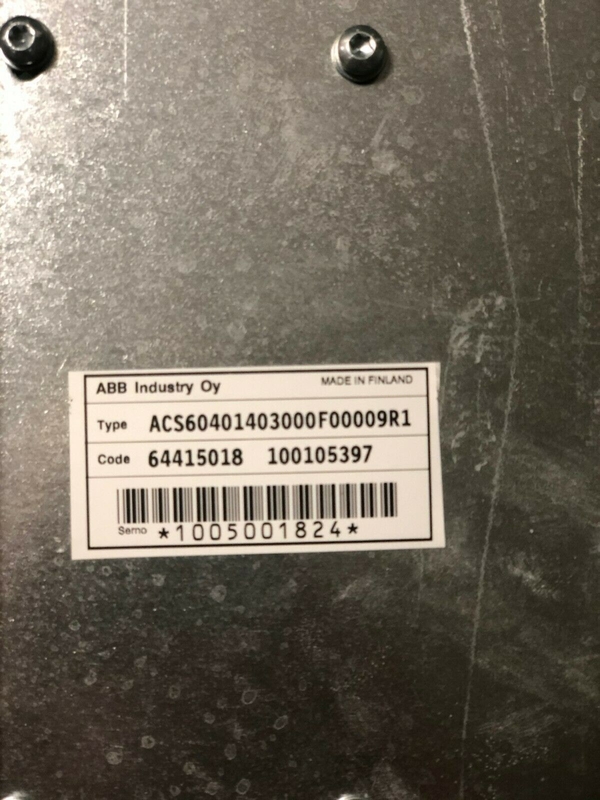 ABB Industry Oy MADE IN FINLAND
Type ACS60401403000F00009R1
Code 64415018 100105397
Serno *1005001824*